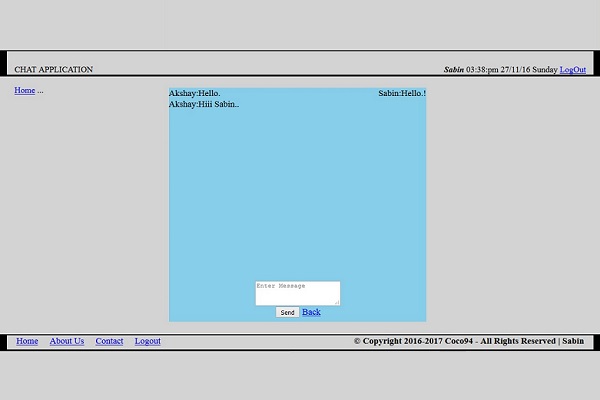 CHAT APPLICATION Sabin 03:38:pm 27/11/16 Sunday LogOut
Home ...
Akshay:Hello. Sabin:Hello.!
Akshay:Hiii Sabin..
Enter Message
Send Back
Home About Us Contact Logout © Copyright 2016-2017 Coco94 - All Rights Reserved | Sabin